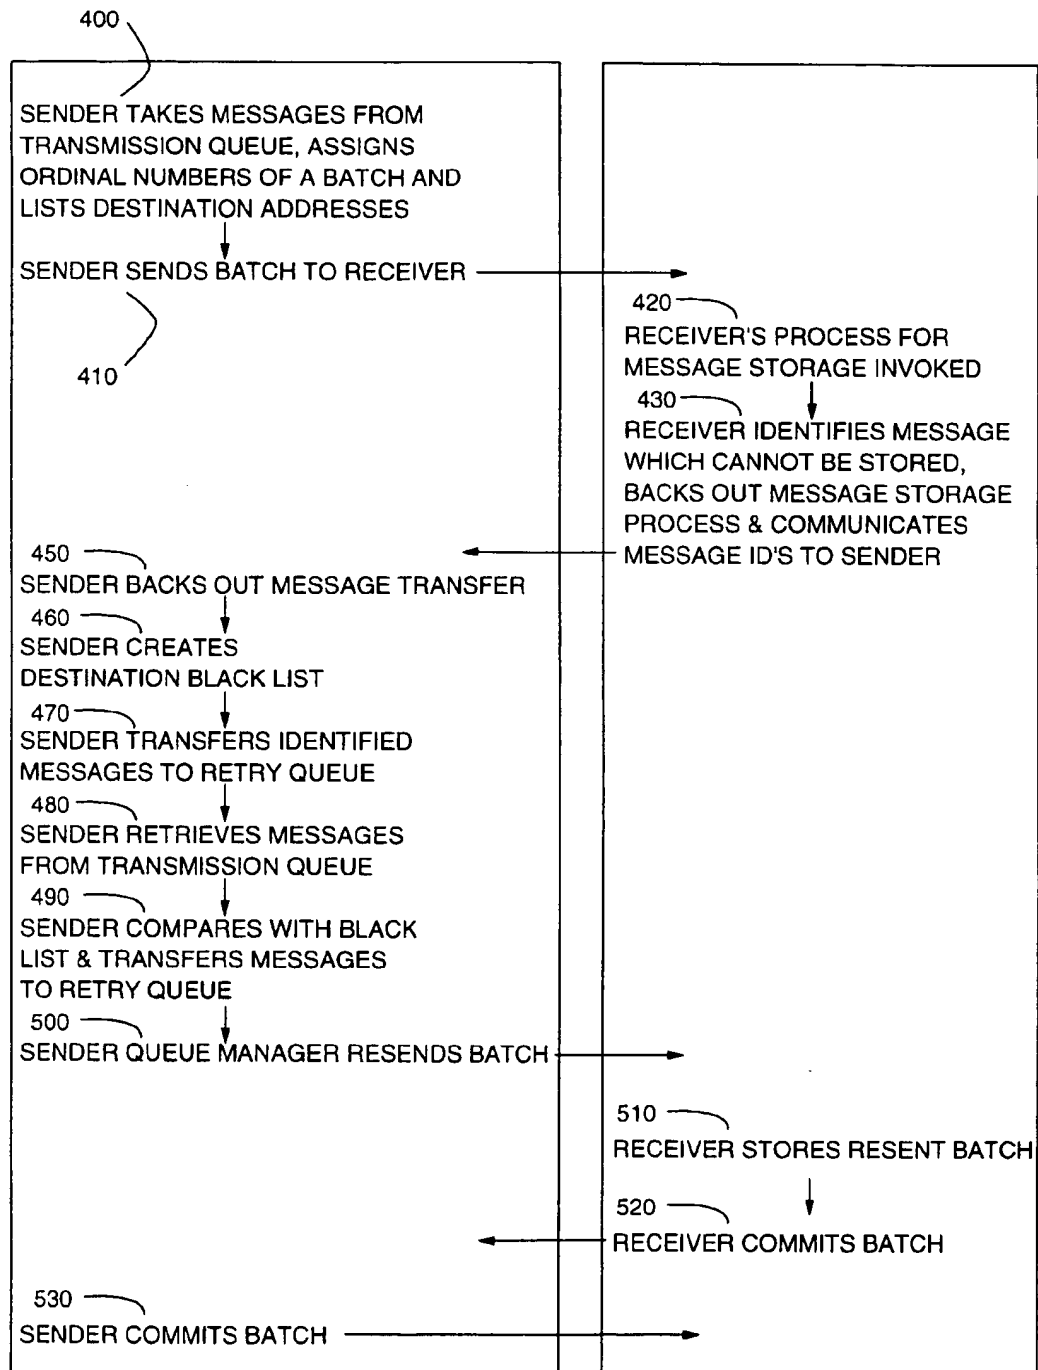 400
SENDER TAKES MESSAGES FROM
TRANSMISSION QUEUE, ASSIGNS
ORDINAL NUMBERS OF A BATCH AND
LISTS DESTINATION ADDRESSES
SENDER SENDS BATCH TO RECEIVER
410
420
RECEIVER'S PROCESS FOR
MESSAGE STORAGE INVOKED
430
RECEIVER IDENTIFIES MESSAGE
WHICH CANNOT BE STORED,
BACKS OUT MESSAGE STORAGE
PROCESS & COMMUNICATES
MESSAGE ID'S TO SENDER
450
SENDER BACKS OUT MESSAGE TRANSFER
460
SENDER CREATES
DESTINATION BLACK LIST
470
SENDER TRANSFERS IDENTIFIED
MESSAGES TO RETRY QUEUE
480
SENDER RETRIEVES MESSAGES
FROM TRANSMISSION QUEUE
490
SENDER COMPARES WITH BLACK
LIST & TRANSFERS MESSAGES
TO RETRY QUEUE
500
SENDER QUEUE MANAGER RESENDS BATCH
510
RECEIVER STORES RESENT BATCH
520
RECEIVER COMMITS BATCH
530
SENDER COMMITS BATCH